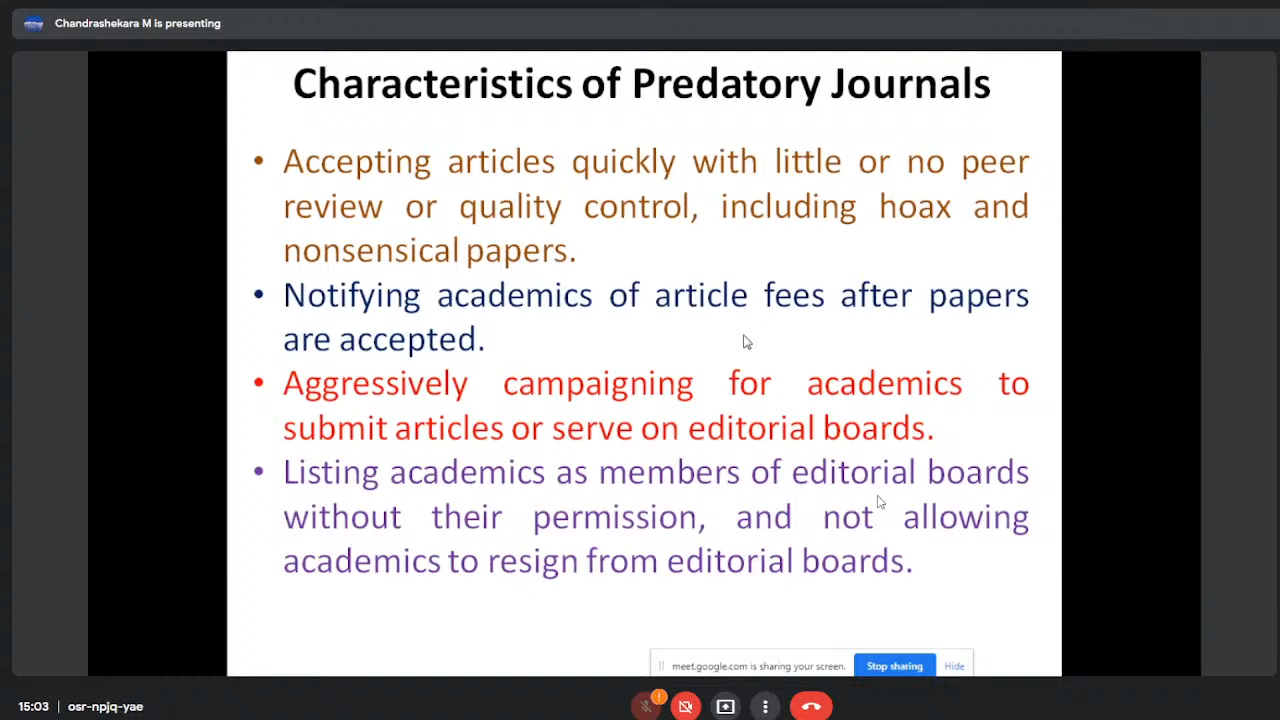 Chandrashekara M is presenting
Characteristics of Predatory Journals
• Accepting articles quickly with little or no peer
review or quality control, including hoax and
nonsensical papers.
• Notifying academics of article fees after papers
are accepted.
• Aggressively campaigning for academics to
submit articles or serve on editorial boards.
• Listing academics as members of editorial boards
without their permission, and not allowing
academics to resign from editorial boards.
meet.google.com is sharing your screen. Stop sharing Hide
15:03 | osr-npjq-yae